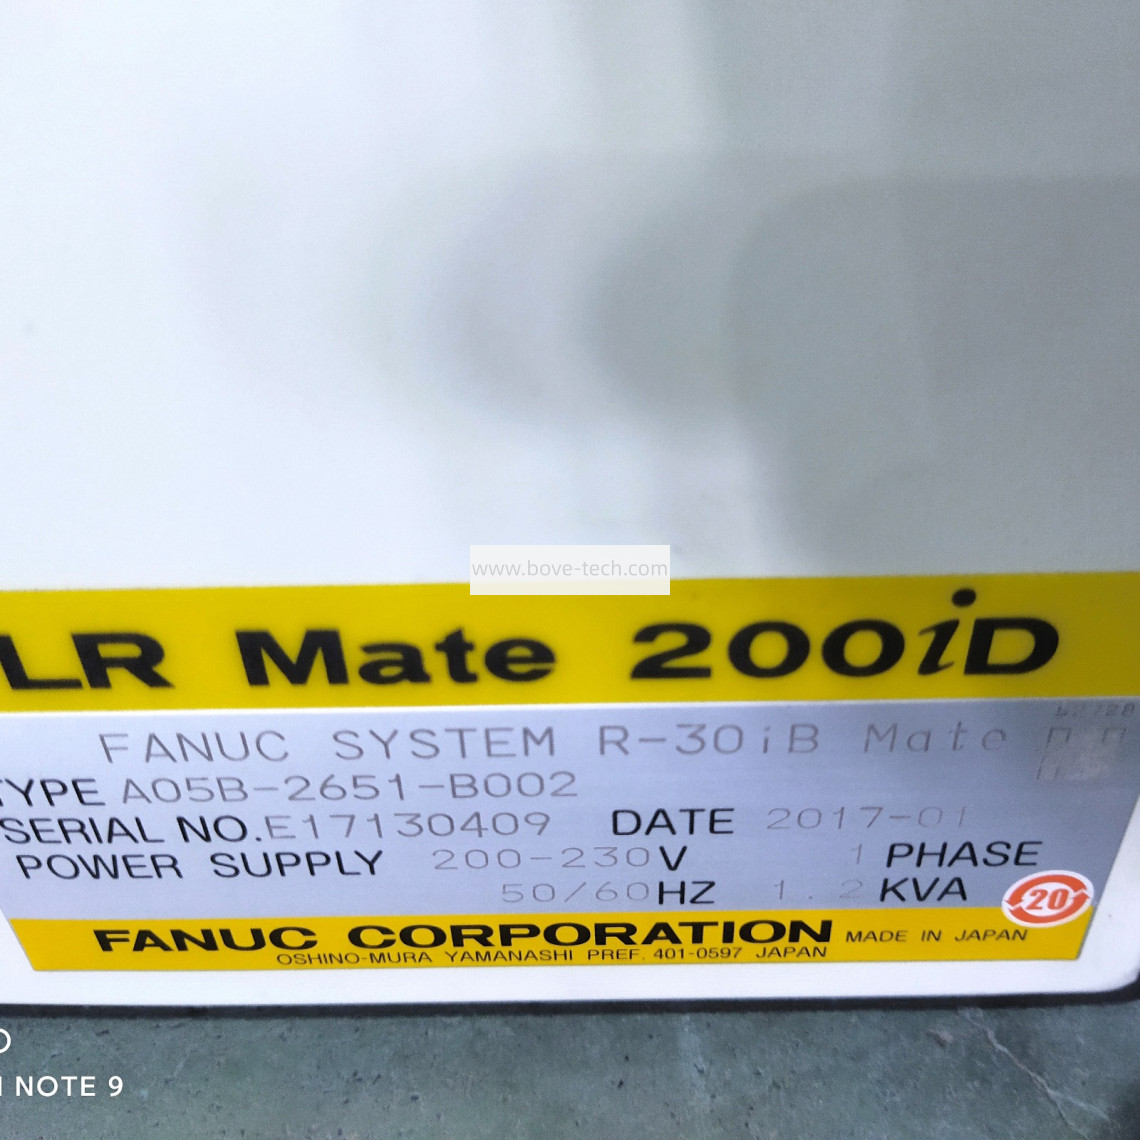 www.bove-tech.com
LR Mate 200iD
FANUC SYSTEM R-30iB Mate
TYPE A05B-2651-B002
SERIAL NO.E17130409 DATE 2017-01
POWER SUPPLY 200-230V 1 PHASE
50/60HZ 1.2 KVA
20
FANUC CORPORATION MADE IN JAPAN
OSHINO-MURA YAMANASHI PREF. 401-0597 JAPAN
NOTE 9